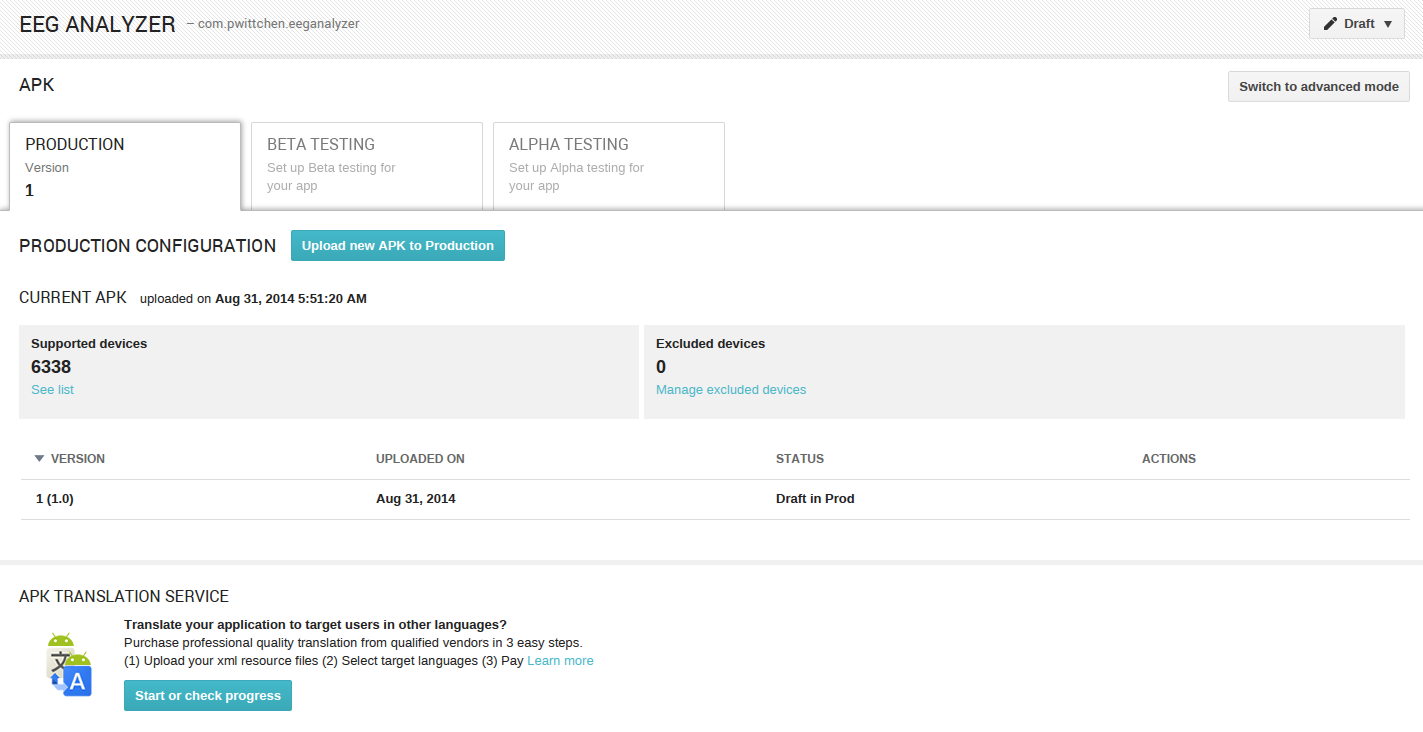 EEG ANALYZER – com.pwittchen.eeganalyzer
Draft
APK
Switch to advanced mode
PRODUCTION
Version
1
BETA TESTING
Set up Beta testing for
your app
ALPHA TESTING
Set up Alpha testing for
your app
PRODUCTION CONFIGURATION
Upload new APK to Production
CURRENT APK uploaded on Aug 31, 2014 5:51:20 AM
Supported devices
6338
See list
Excluded devices
0
Manage excluded devices
VERSION UPLOADED ON STATUS ACTIONS
1 (1.0) Aug 31, 2014 Draft in Prod
APK TRANSLATION SERVICE
Translate your application to target users in other languages?
Purchase professional quality translation from qualified vendors in 3 easy steps.
(1) Upload your xml resource files (2) Select target languages (3) Pay Learn more
文
A
Start or check progress